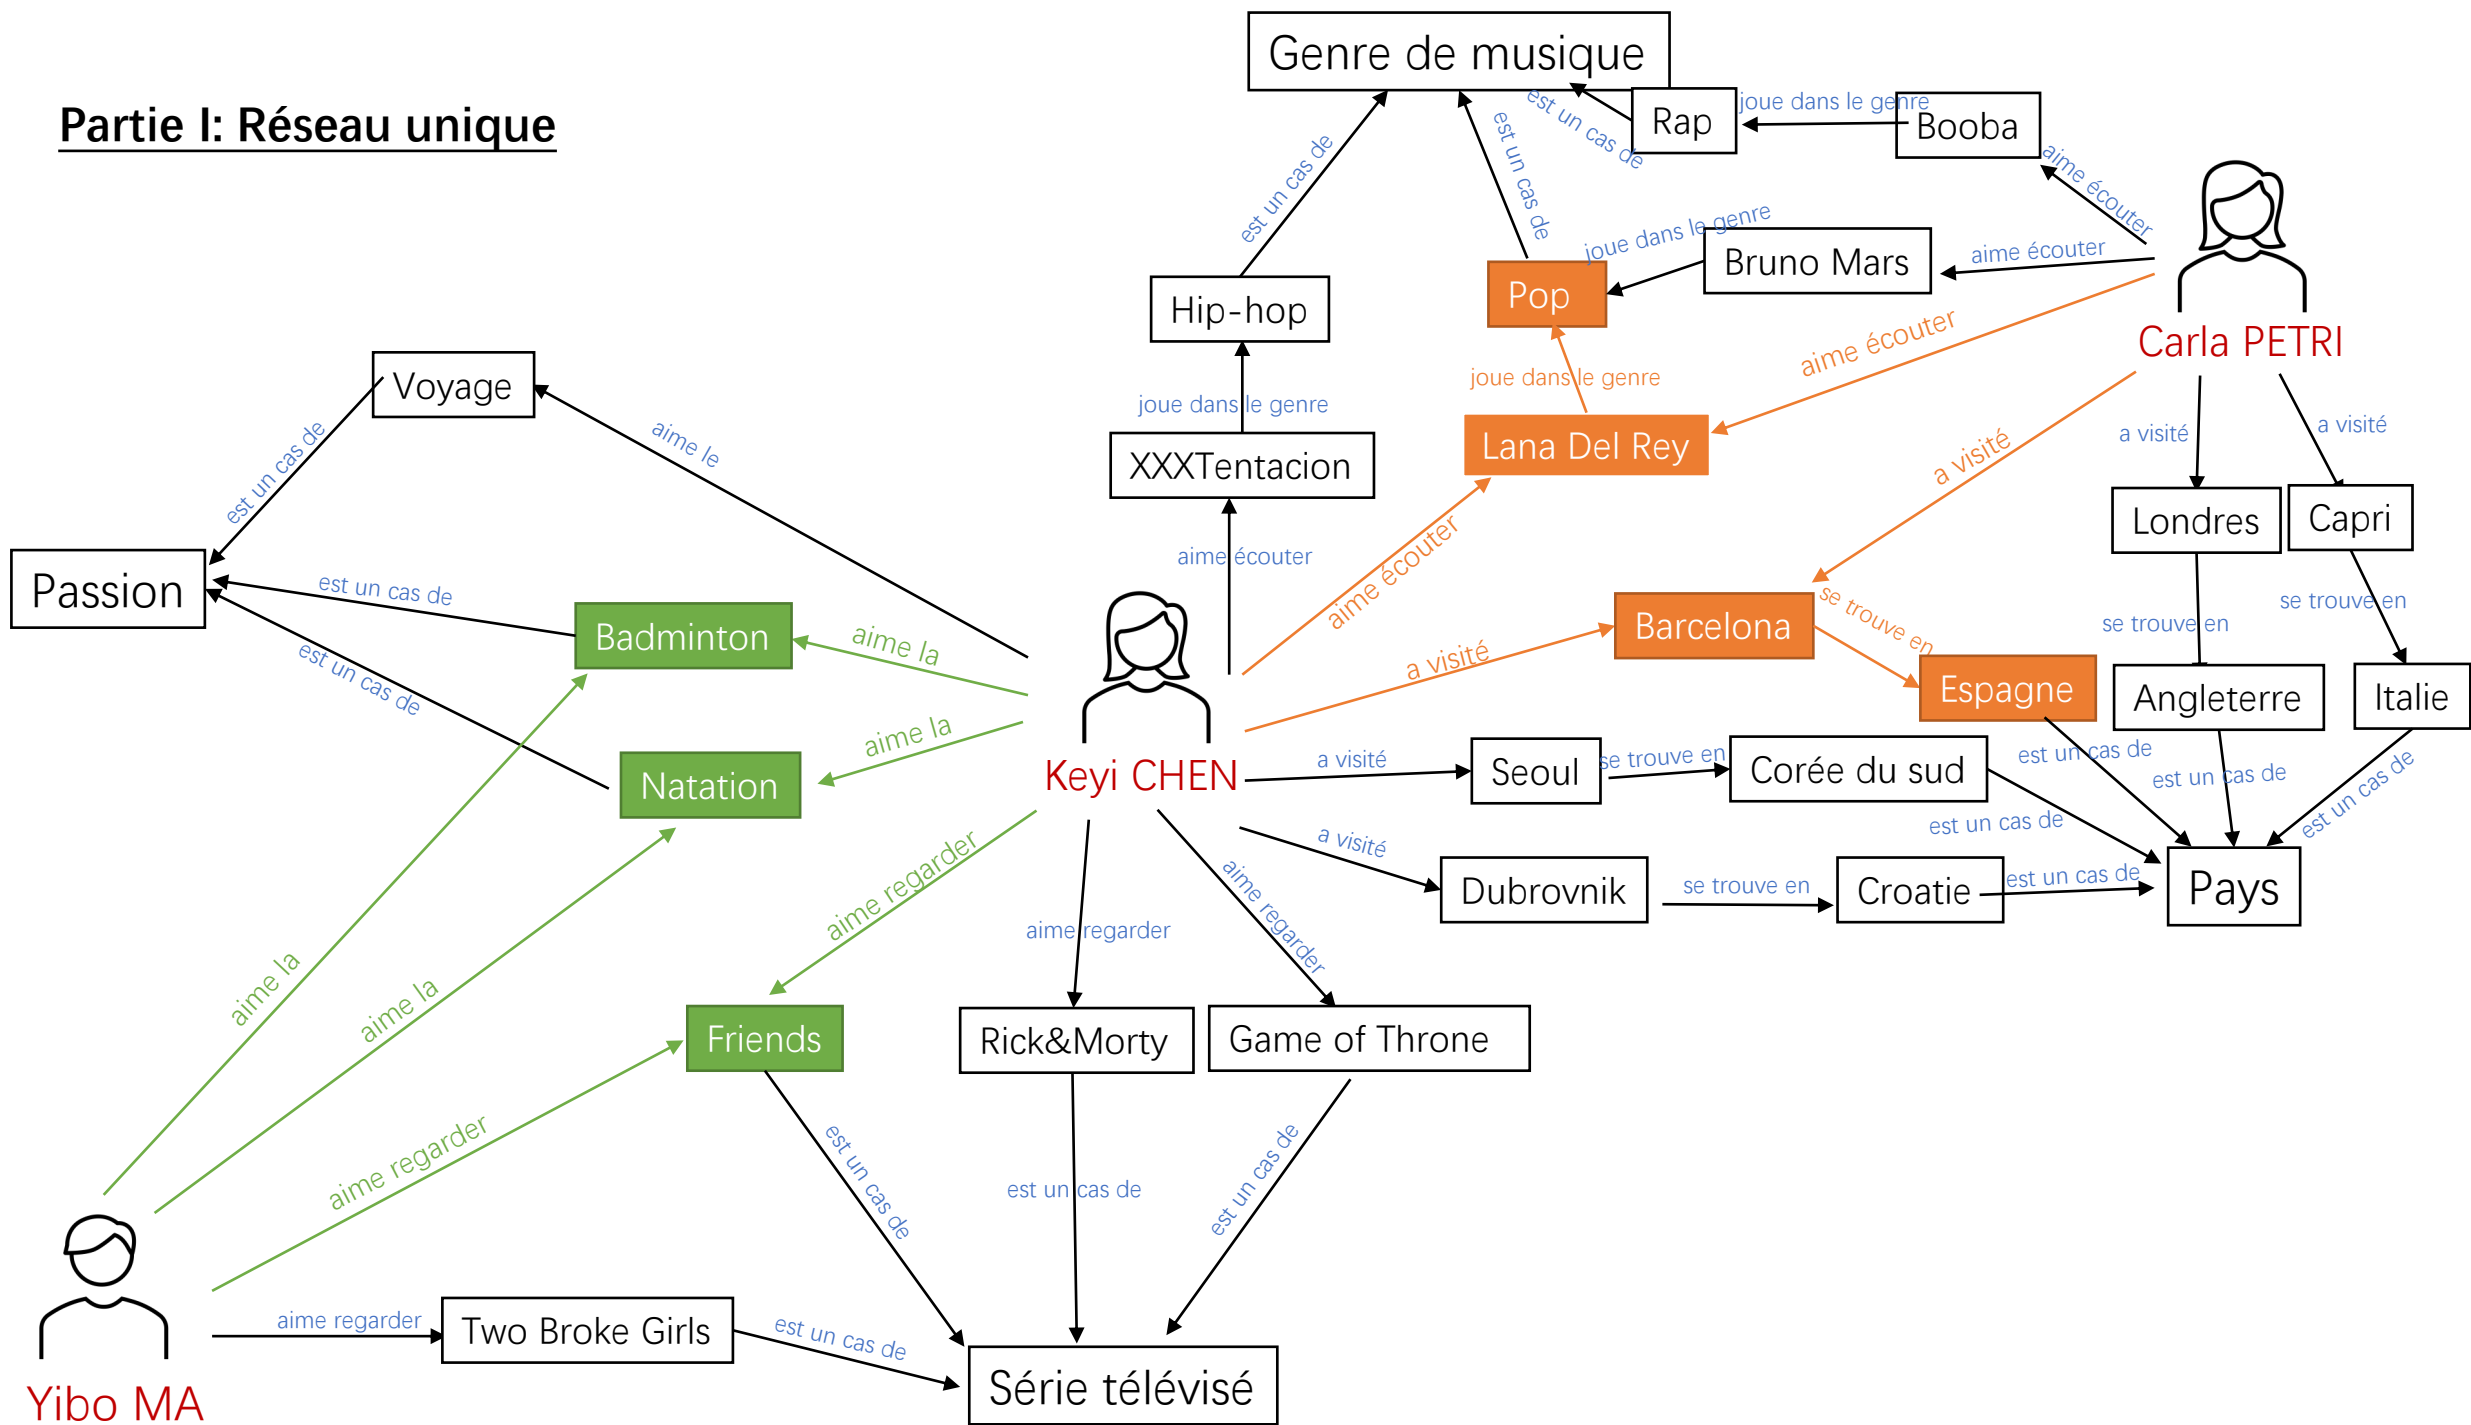 Genre de musique
Partie I: Réseau unique
est un cas de
Rap
joue dans le genre
Booba
aime écouter
est un cas de
est un cas de
joue dans le genre
Bruno Mars
aime écouter
Pop
Hip-hop
Carla PETRI
aime écouter
joue dans le genre
joue dans le genre
Voyage
aime le
est un cas de
XXXTentacion
Lana Del Rey
a visité
a visité
a visité
Londres
Capri
aime écouter
aime écouter
Passion
est un cas de
Badminton
aime la
est un cas de
Barcelona
se trouve en
se trouve en
se trouve en
a visité
Espagne
Angleterre
Italie
Natation
aime la
Keyi CHEN
a visité
Seoul
se trouve en
Corée du sud
est un cas de
est un cas de
est un cas de
est un cas de
a visité
Dubrovnik
se trouve en
Croatie
est un cas de
Pays
aime regarder
aime regarder
aime regarder
aime la
aime la
Friends
Rick&Morty
Game of Throne
aime regarder
est un cas de
est un cas de
est un cas de
aime regarder
Two Broke Girls
est un cas de
Série télévisé
Yibo MA